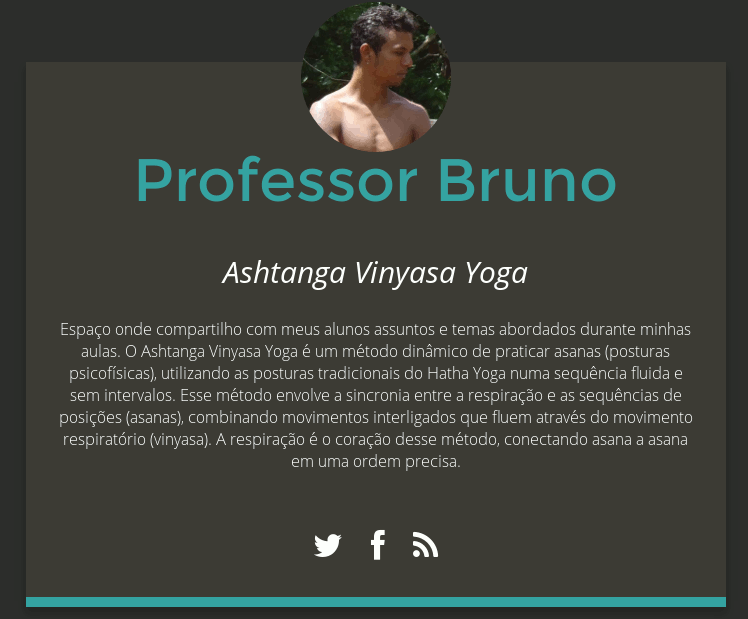 Professor Bruno
Ashtanga Vinyasa Yoga
Espaço onde compartilho com meus alunos assuntos e temas abordados durante minhas
aulas. O Ashtanga Vinyasa Yoga é um método dinâmico de praticar asanas (posturas
psicofísicas), utilizando as posturas tradicionais do Hatha Yoga numa sequência fluida e
sem intervalos. Esse método envolve a sincronia entre a respiração e as sequências de
posições (asanas), combinando movimentos interligados que fluem através do movimento
respiratório (vinyasa). A respiração é o coração desse método, conectando asana a asana
em uma ordem precisa.